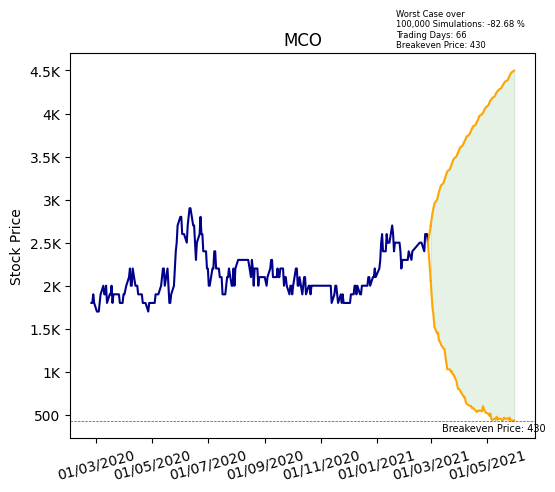 Worst Case over
100,000 Simulations: -82.68 %
Trading Days: 66
Breakeven Price: 430
MCO
Stock Price
4.5K
4K
3.5K
3K
2.5K
2K
1.5K
1K
500
Breakeven Price: 430
01/03/2020
01/05/2020
01/07/2020
01/09/2020
01/11/2020
01/01/2021
01/03/2021
01/05/2021